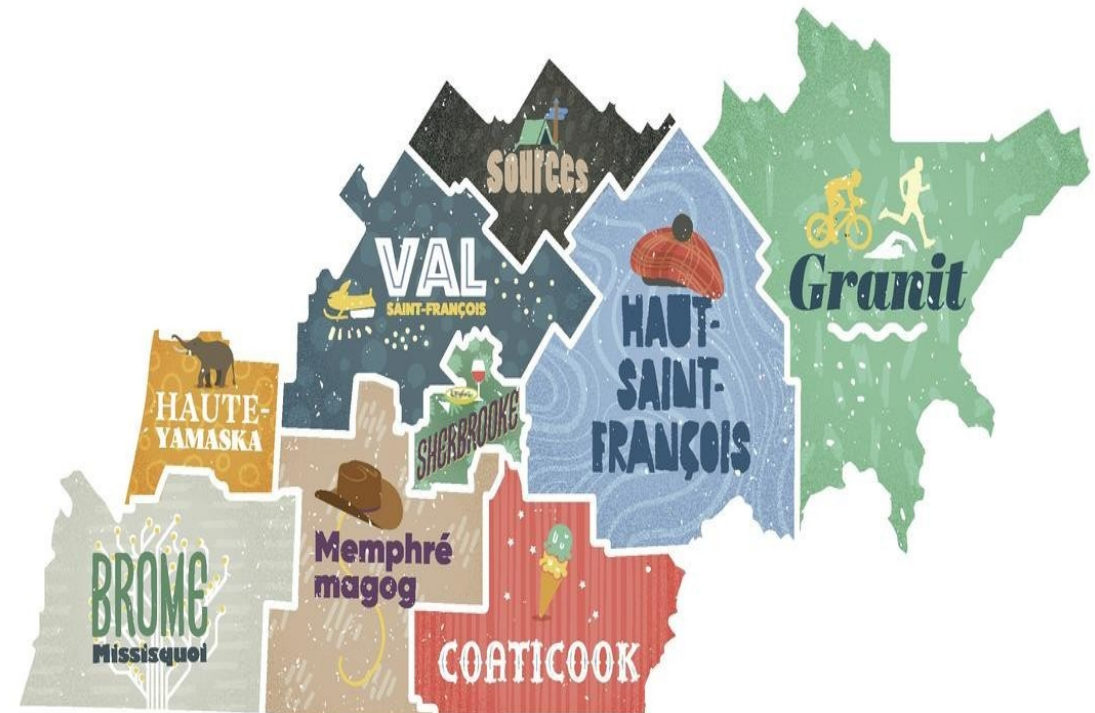 Sources
VAL
SAINT-FRANÇOIS
Granit
HAUT-
SAINT-
FRANÇOIS
HAUTE-
YAMASKA
SHERBROOKE
BROME
Missisquoi
Memphré
magog
COATICOOK